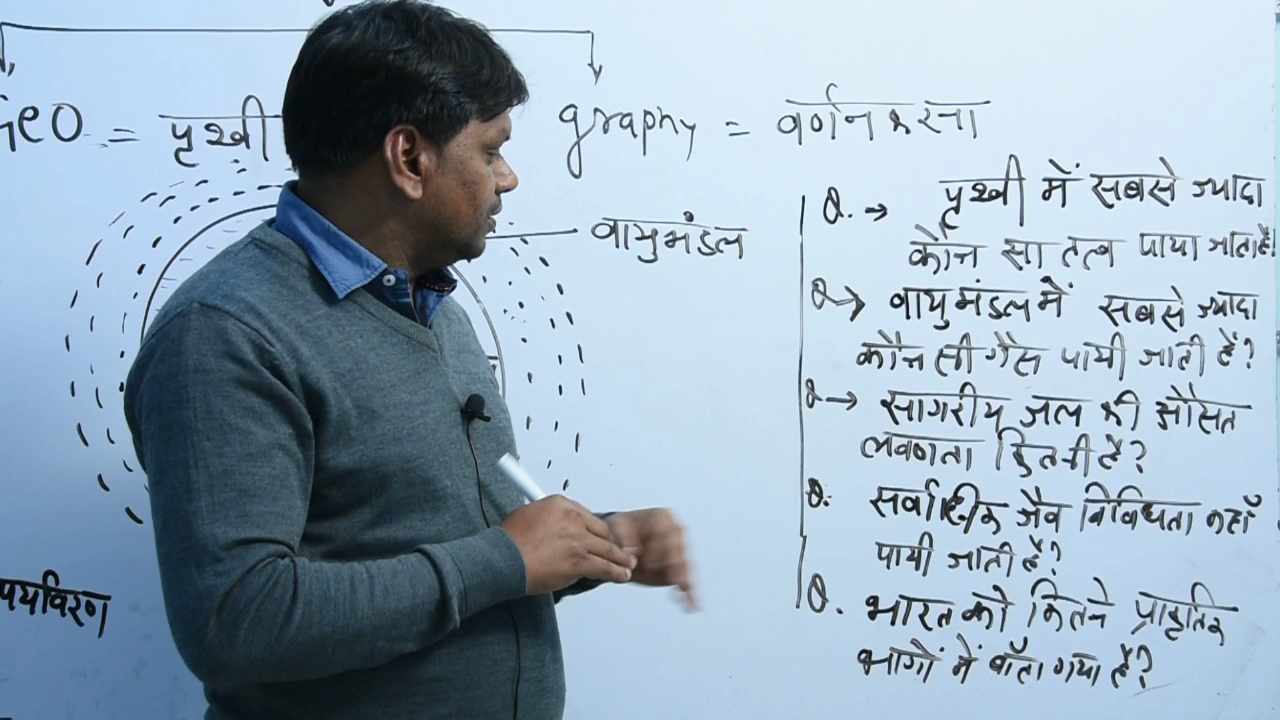 Geo = पृथ्वी
graphy = वर्णन करना
वायुमंडल
Q. → पृथ्वी में सबसे ज्यादा
कौन सा तत्व पाया जाता है?
Q → वायुमंडल में सबसे ज्यादा
कौन सी गैस पायी जाती है?
Q → सागरीय जल की औसत
लवणता कितनी है?
Q. सर्वाधिक जैव विविधता कहाँ
पायी जाती है?
Q. भारत को कितने प्राकृतिक
भागों में बाँटा गया है?
पर्यावरण